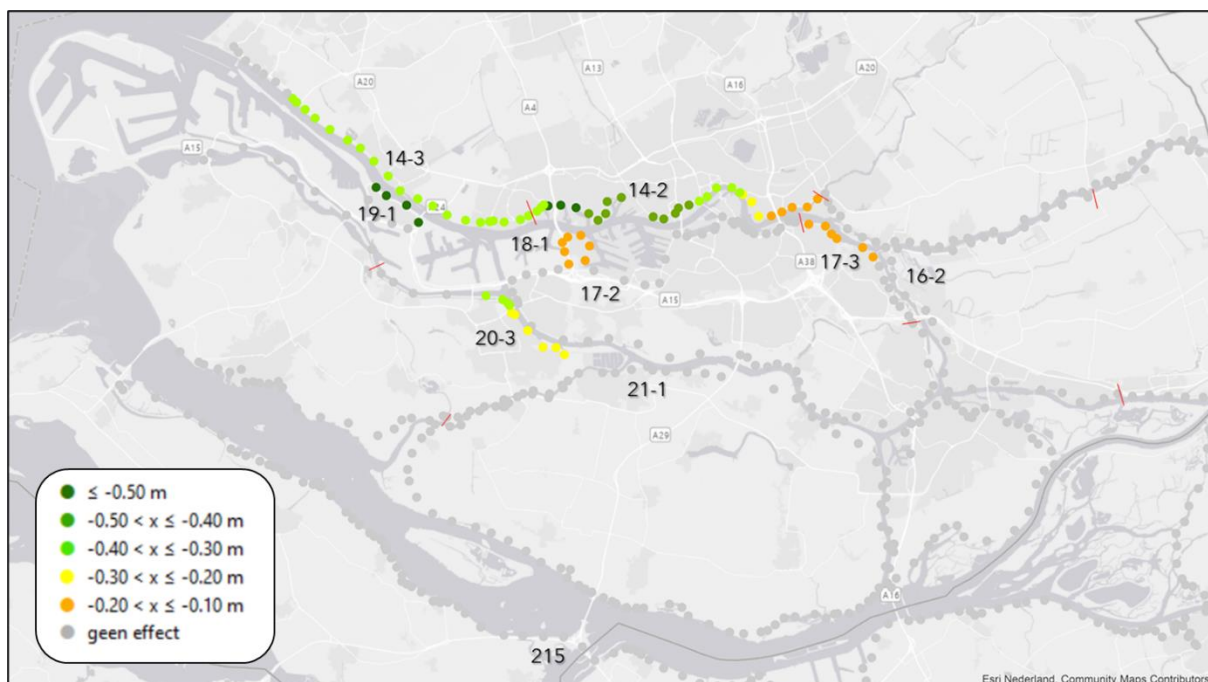 A20
A13
A4
A16
A20
A15
14-3
14-2
19-1
18-1
17-3
A38
16-2
17-2
A15
20-3
21-1
A29
≤ -0.50 m
-0.50 < x ≤ -0.40 m
-0.40 < x ≤ -0.30 m
-0.30 < x ≤ -0.20 m
-0.20 < x ≤ -0.10 m
geen effect
215
Esri Nederland, Community Maps Contributors